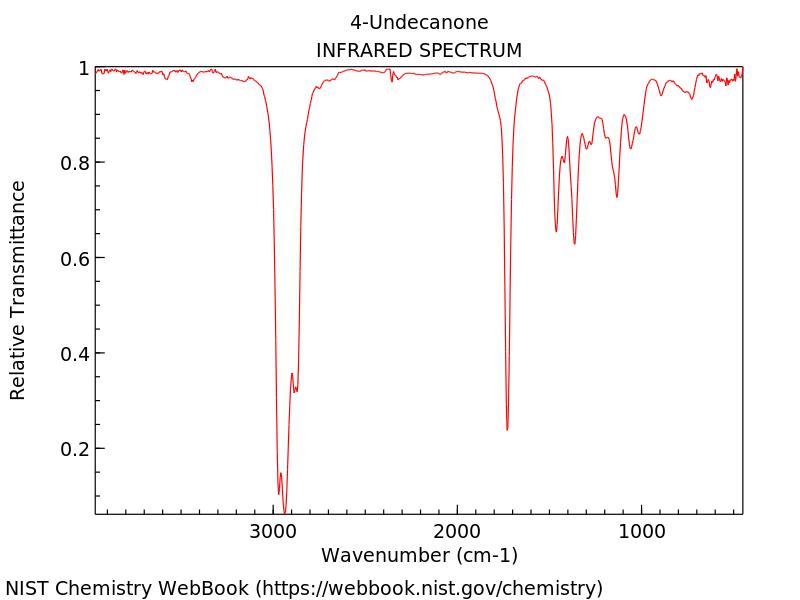 4-Undecanone
INFRARED SPECTRUM
1
0.8
0.6
0.4
0.2
Relative Transmittance
3000 2000 1000
Wavenumber (cm-1)
NIST Chemistry WebBook (https://webbook.nist.gov/chemistry)